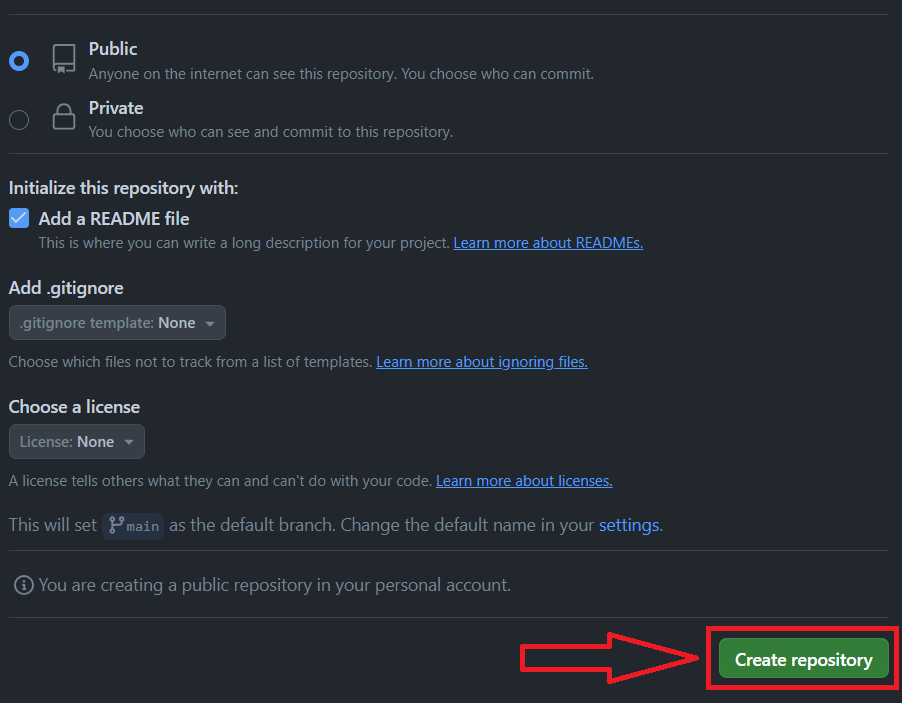 Public
Anyone on the internet can see this repository. You choose who can commit.
Private
You choose who can see and commit to this repository.
Initialize this repository with:
Add a README file
This is where you can write a long description for your project. Learn more about READMEs.
Add .gitignore
.gitignore template: None
Choose which files not to track from a list of templates. Learn more about ignoring files.
Choose a license
License: None
A license tells others what they can and can't do with your code. Learn more about licenses.
This will set main as the default branch. Change the default name in your settings.
You are creating a public repository in your personal account.
Create repository